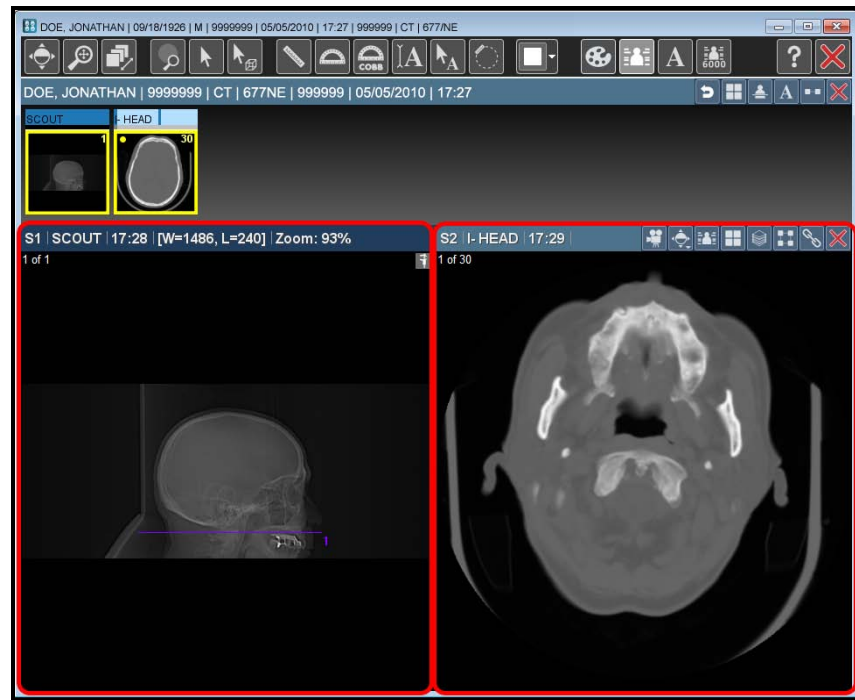 DOE, JONATHAN | 09/18/1926 | M | 9999999 | 05/05/2010 | 17:27 | 999999 | CT | 677/NE
COBB A A A 6000 ?
DOE, JONATHAN | 9999999 | CT | 677NE | 999999 | 05/05/2010 | 17:27 A
SCOUT I- HEAD
1 30
S1 | SCOUT | 17:28 | [W=1486, L=240] | Zoom: 93% S2 | I- HEAD | 17:29 |
1 of 1 1 of 30
1